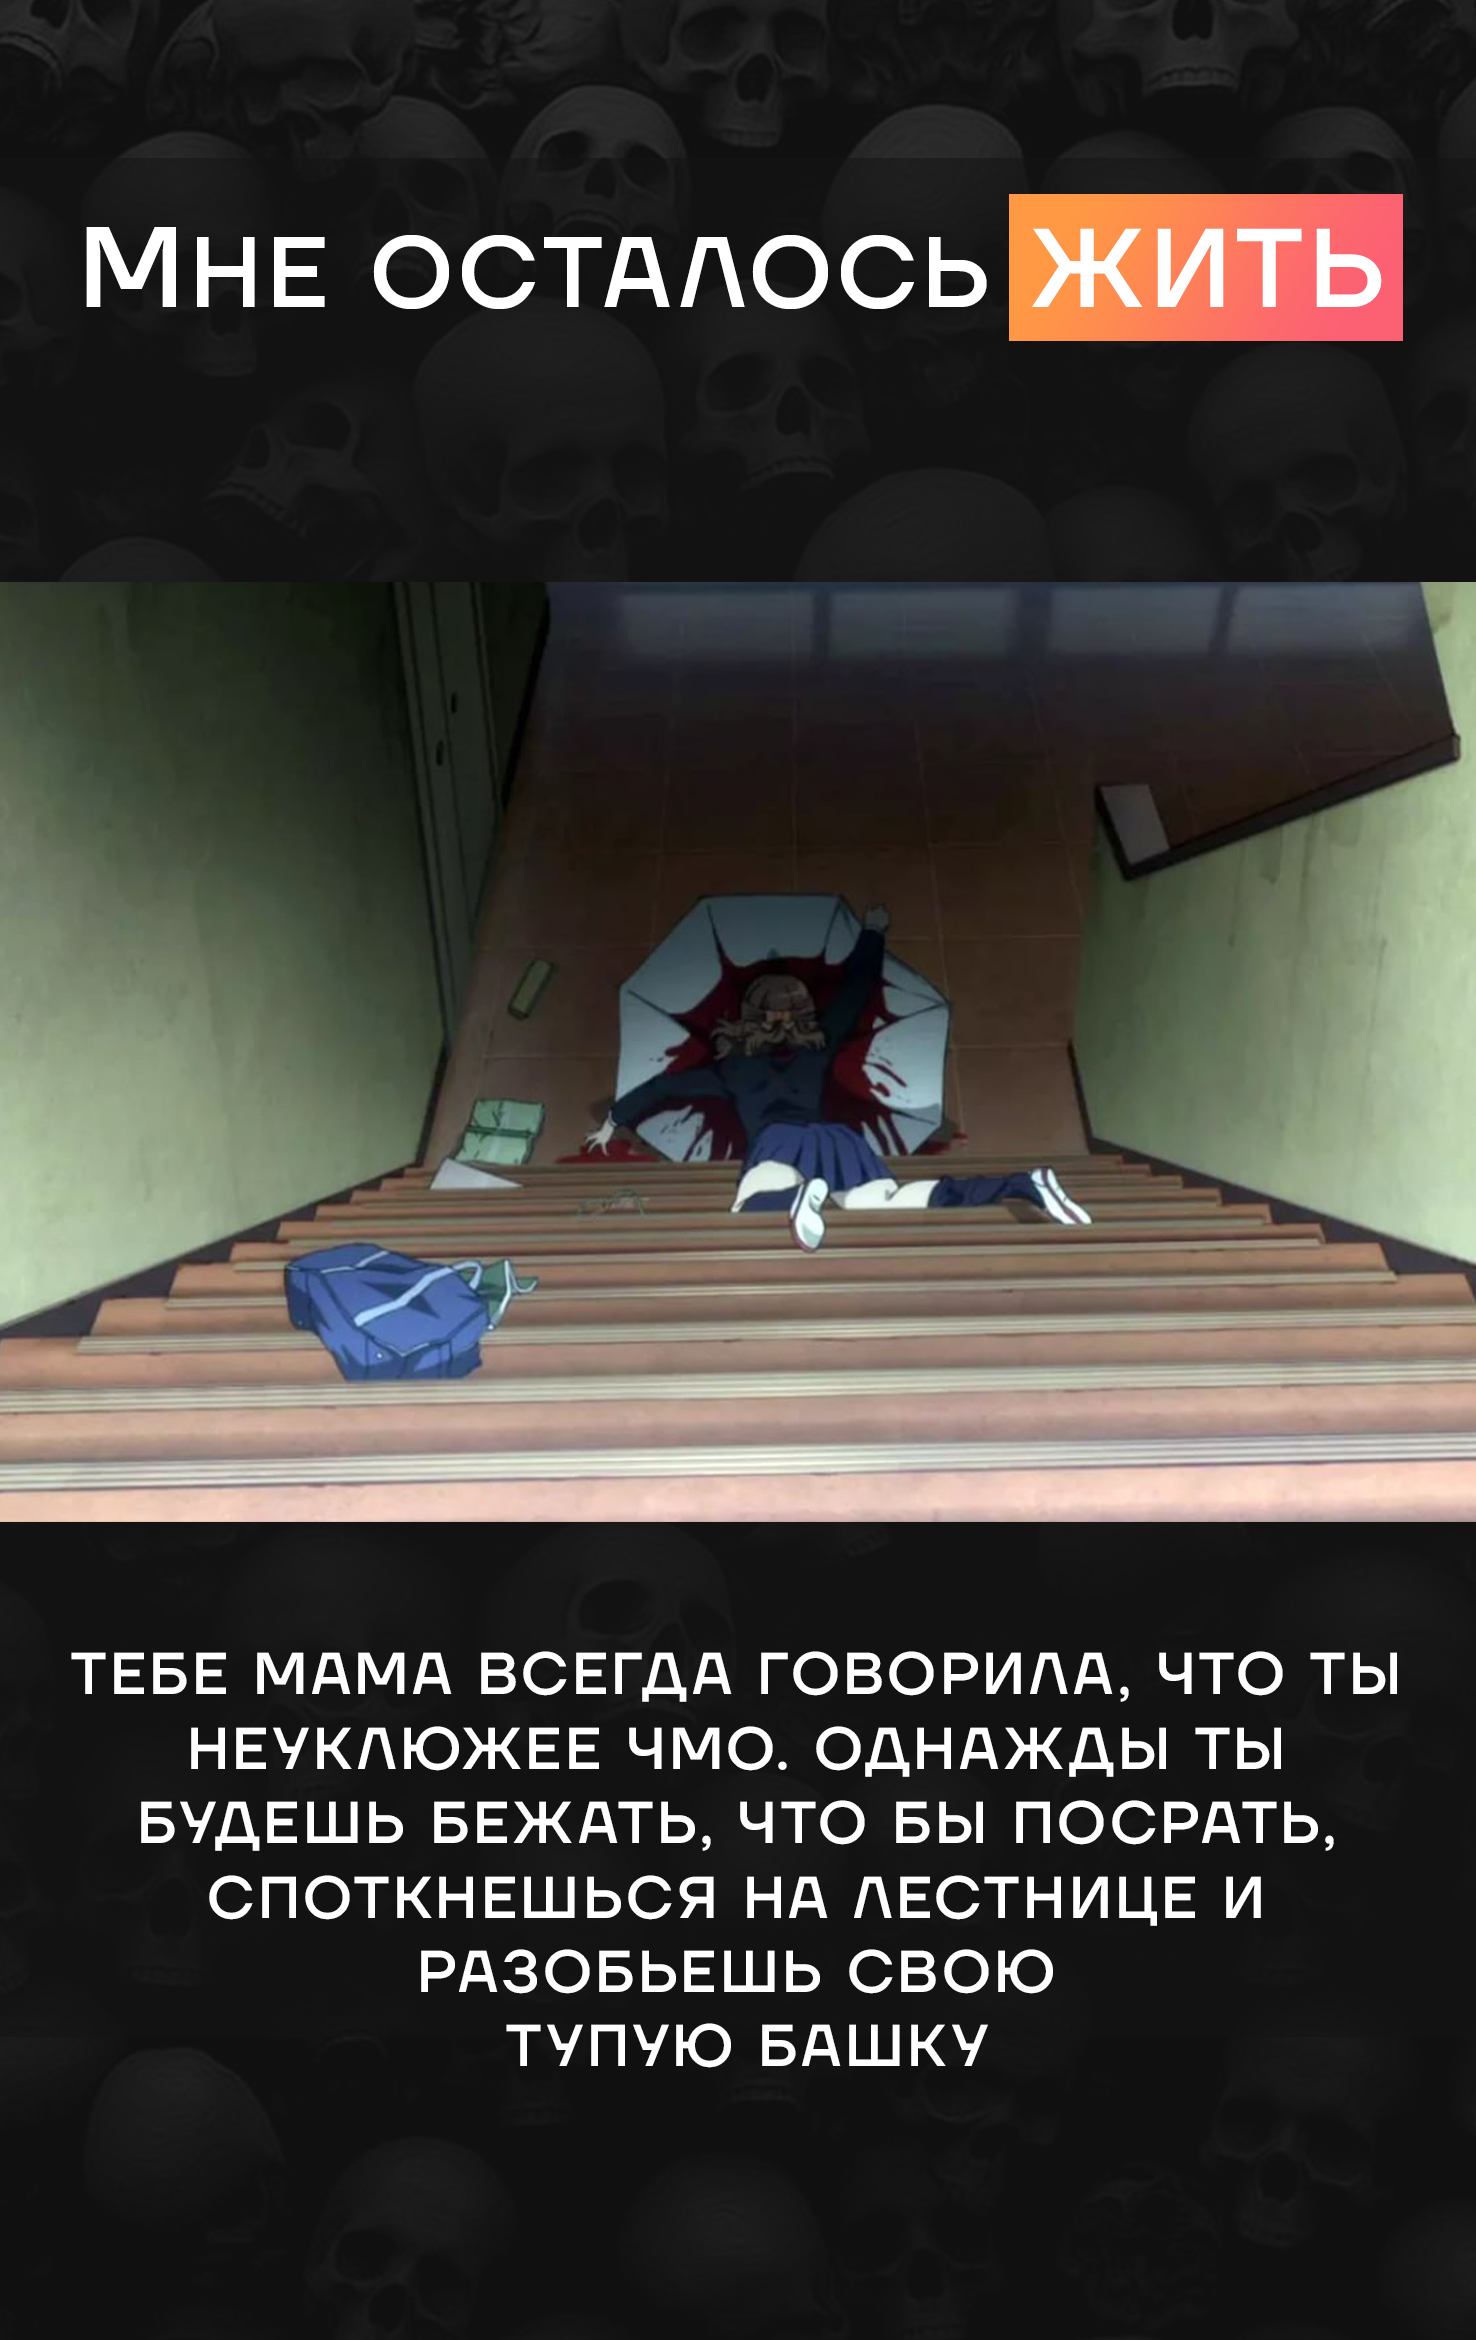 Мне осталось жить
ТЕБЕ МАМА ВСЕГДА ГОВОРИЛА, ЧТО ТЫ
НЕУКЛЮЖЕЕ ЧМО. ОДНАЖДЫ ТЫ
БУДЕШЬ БЕЖАТЬ, ЧТО БЫ ПОСРАТЬ,
СПОТКНЕШЬСЯ НА ЛЕСТНИЦЕ И
РАЗОБЬЕШЬ СВОЮ
ТУПУЮ БАШКУ